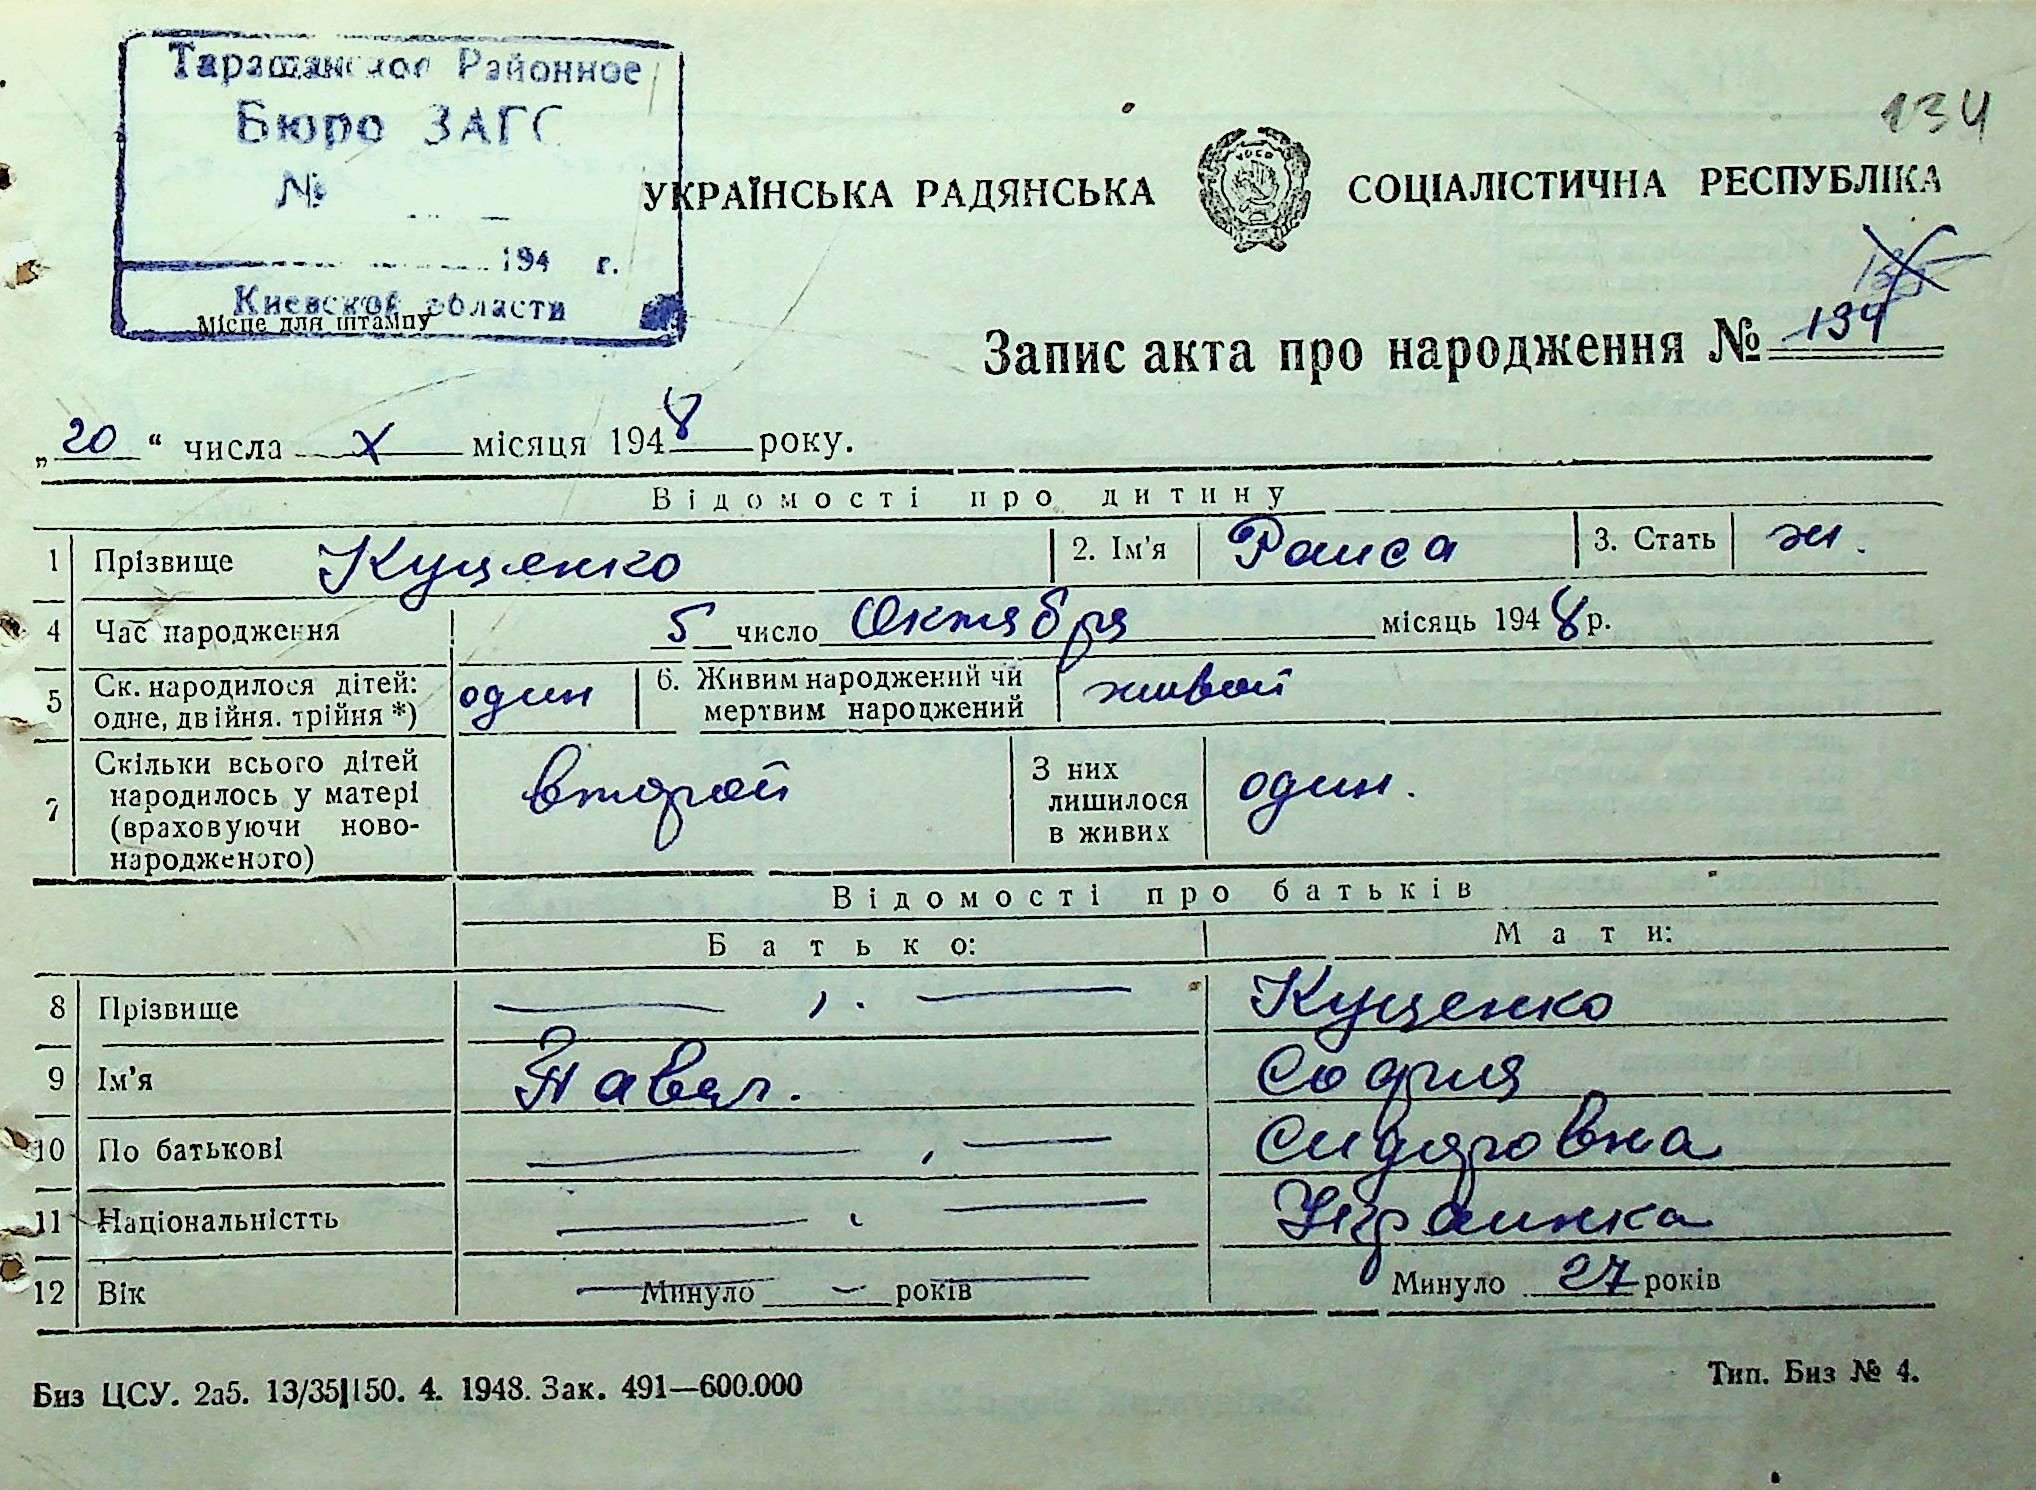 Таращанское Районное
Бюро ЗАГС
№
194 г.
Киевской области
Місце для штампу
134
УКРАЇНСЬКА РАДЯНСЬКА СОЦІАЛІСТИЧНА РЕСПУБЛІКА
Запис акта про народження № 134
„20“ числа X місяця 1948 року.
Відомості про дитину
1 Прізвище Кущенко 2. Ім'я Раиса 3. Стать ж.
4 Час народження 5 число Октября місяць 1948 р.
5 Ск. народилося дітей: один 6. Живим народжений чи живой
одне, двійня. трійня *) мертвим народжений
7 Скільки всього дітей второй З них один.
народилось у матері лишилося
(враховуючи ново- в живих
народженого)
Відомості про батьків
Батько: Мати:
8 Прізвище — " — Кущенко
9 Ім'я Павел. София
10 По батькові — " — Сидоровна
11 Національністть — " — Украинка
12 Вік Минуло — років Минуло 27 років
Биз ЦСУ. 2а5. 13/35||150. 4. 1948. Зак. 491—600.000
Тип. Биз № 4.